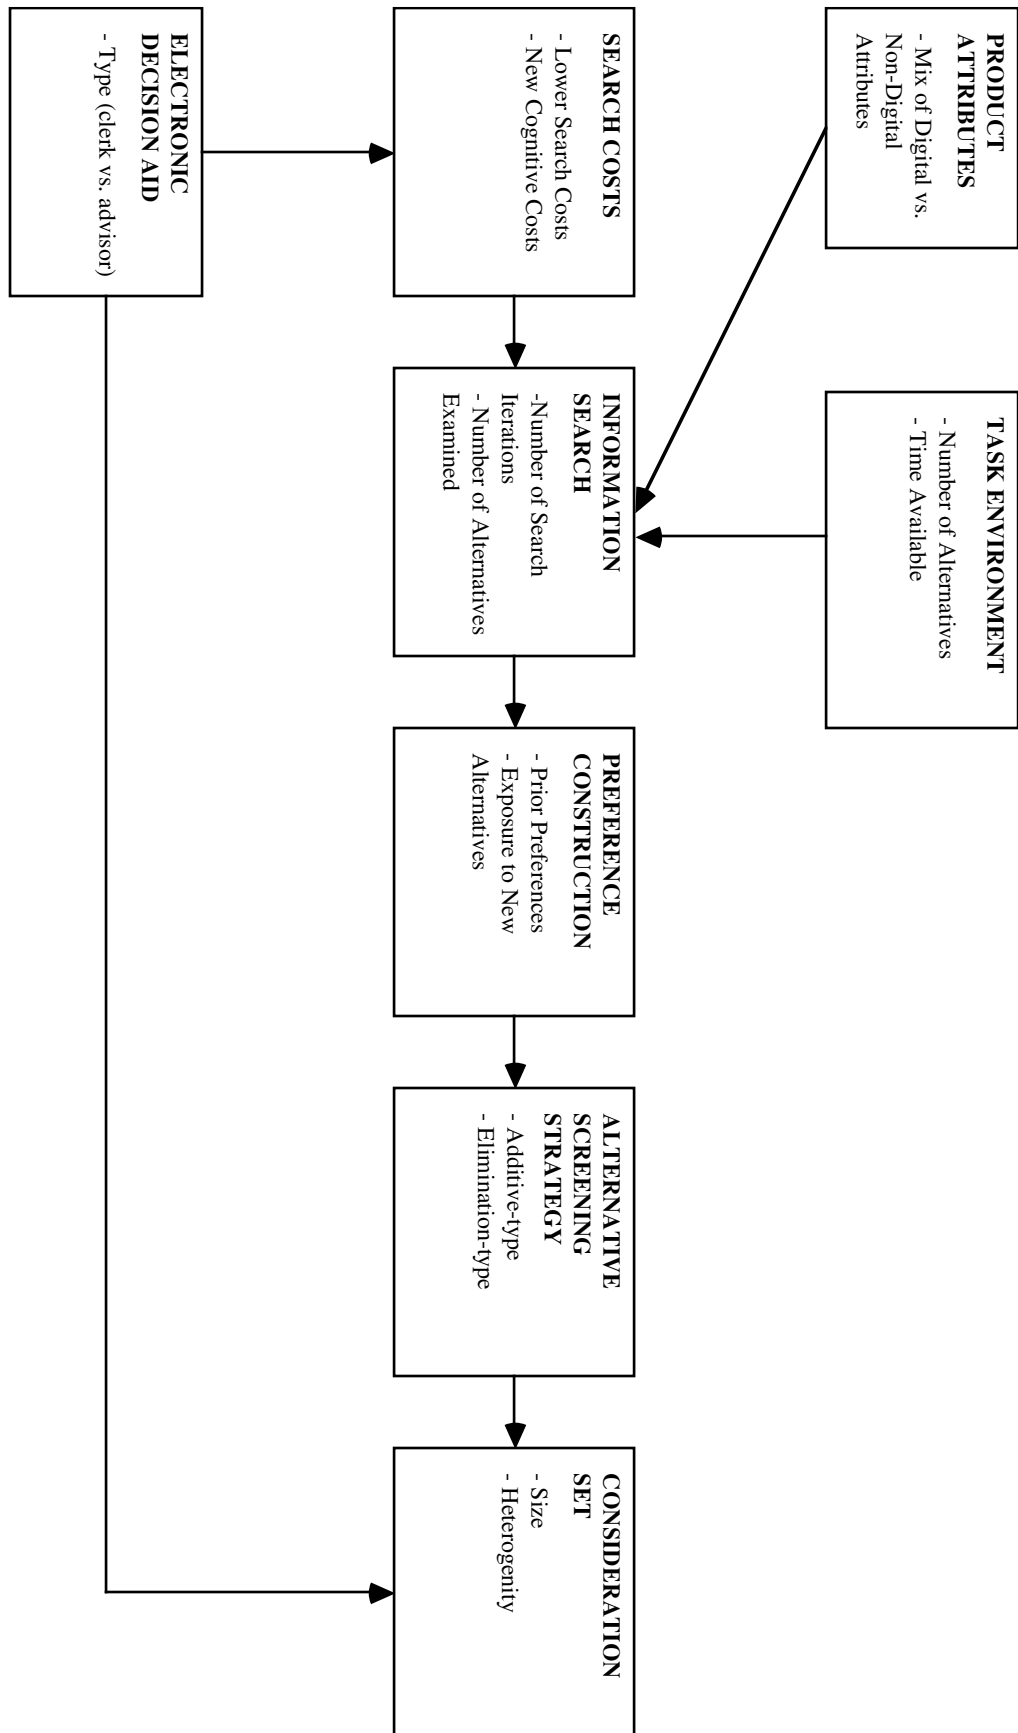 PRODUCT
ATTRIBUTES
- Mix of Digital vs.
Non-Digital
Attributes
TASK ENVIRONMENT
- Number of Alternatives
- Time Available
SEARCH COSTS
- Lower Search Costs
- New Cognitive Costs
INFORMATION
SEARCH
-Number of Search
Iterations
- Number of Alternatives
Examined
PREFERENCE
CONSTRUCTION
- Prior Preferences
- Exposure to New
Alternatives
ALTERNATIVE
SCREENING
STRATEGY
- Additive-type
- Elimination-type
CONSIDERATION
SET
- Size
- Heterogenity
ELECTRONIC
DECISION AID
- Type (clerk vs. advisor)